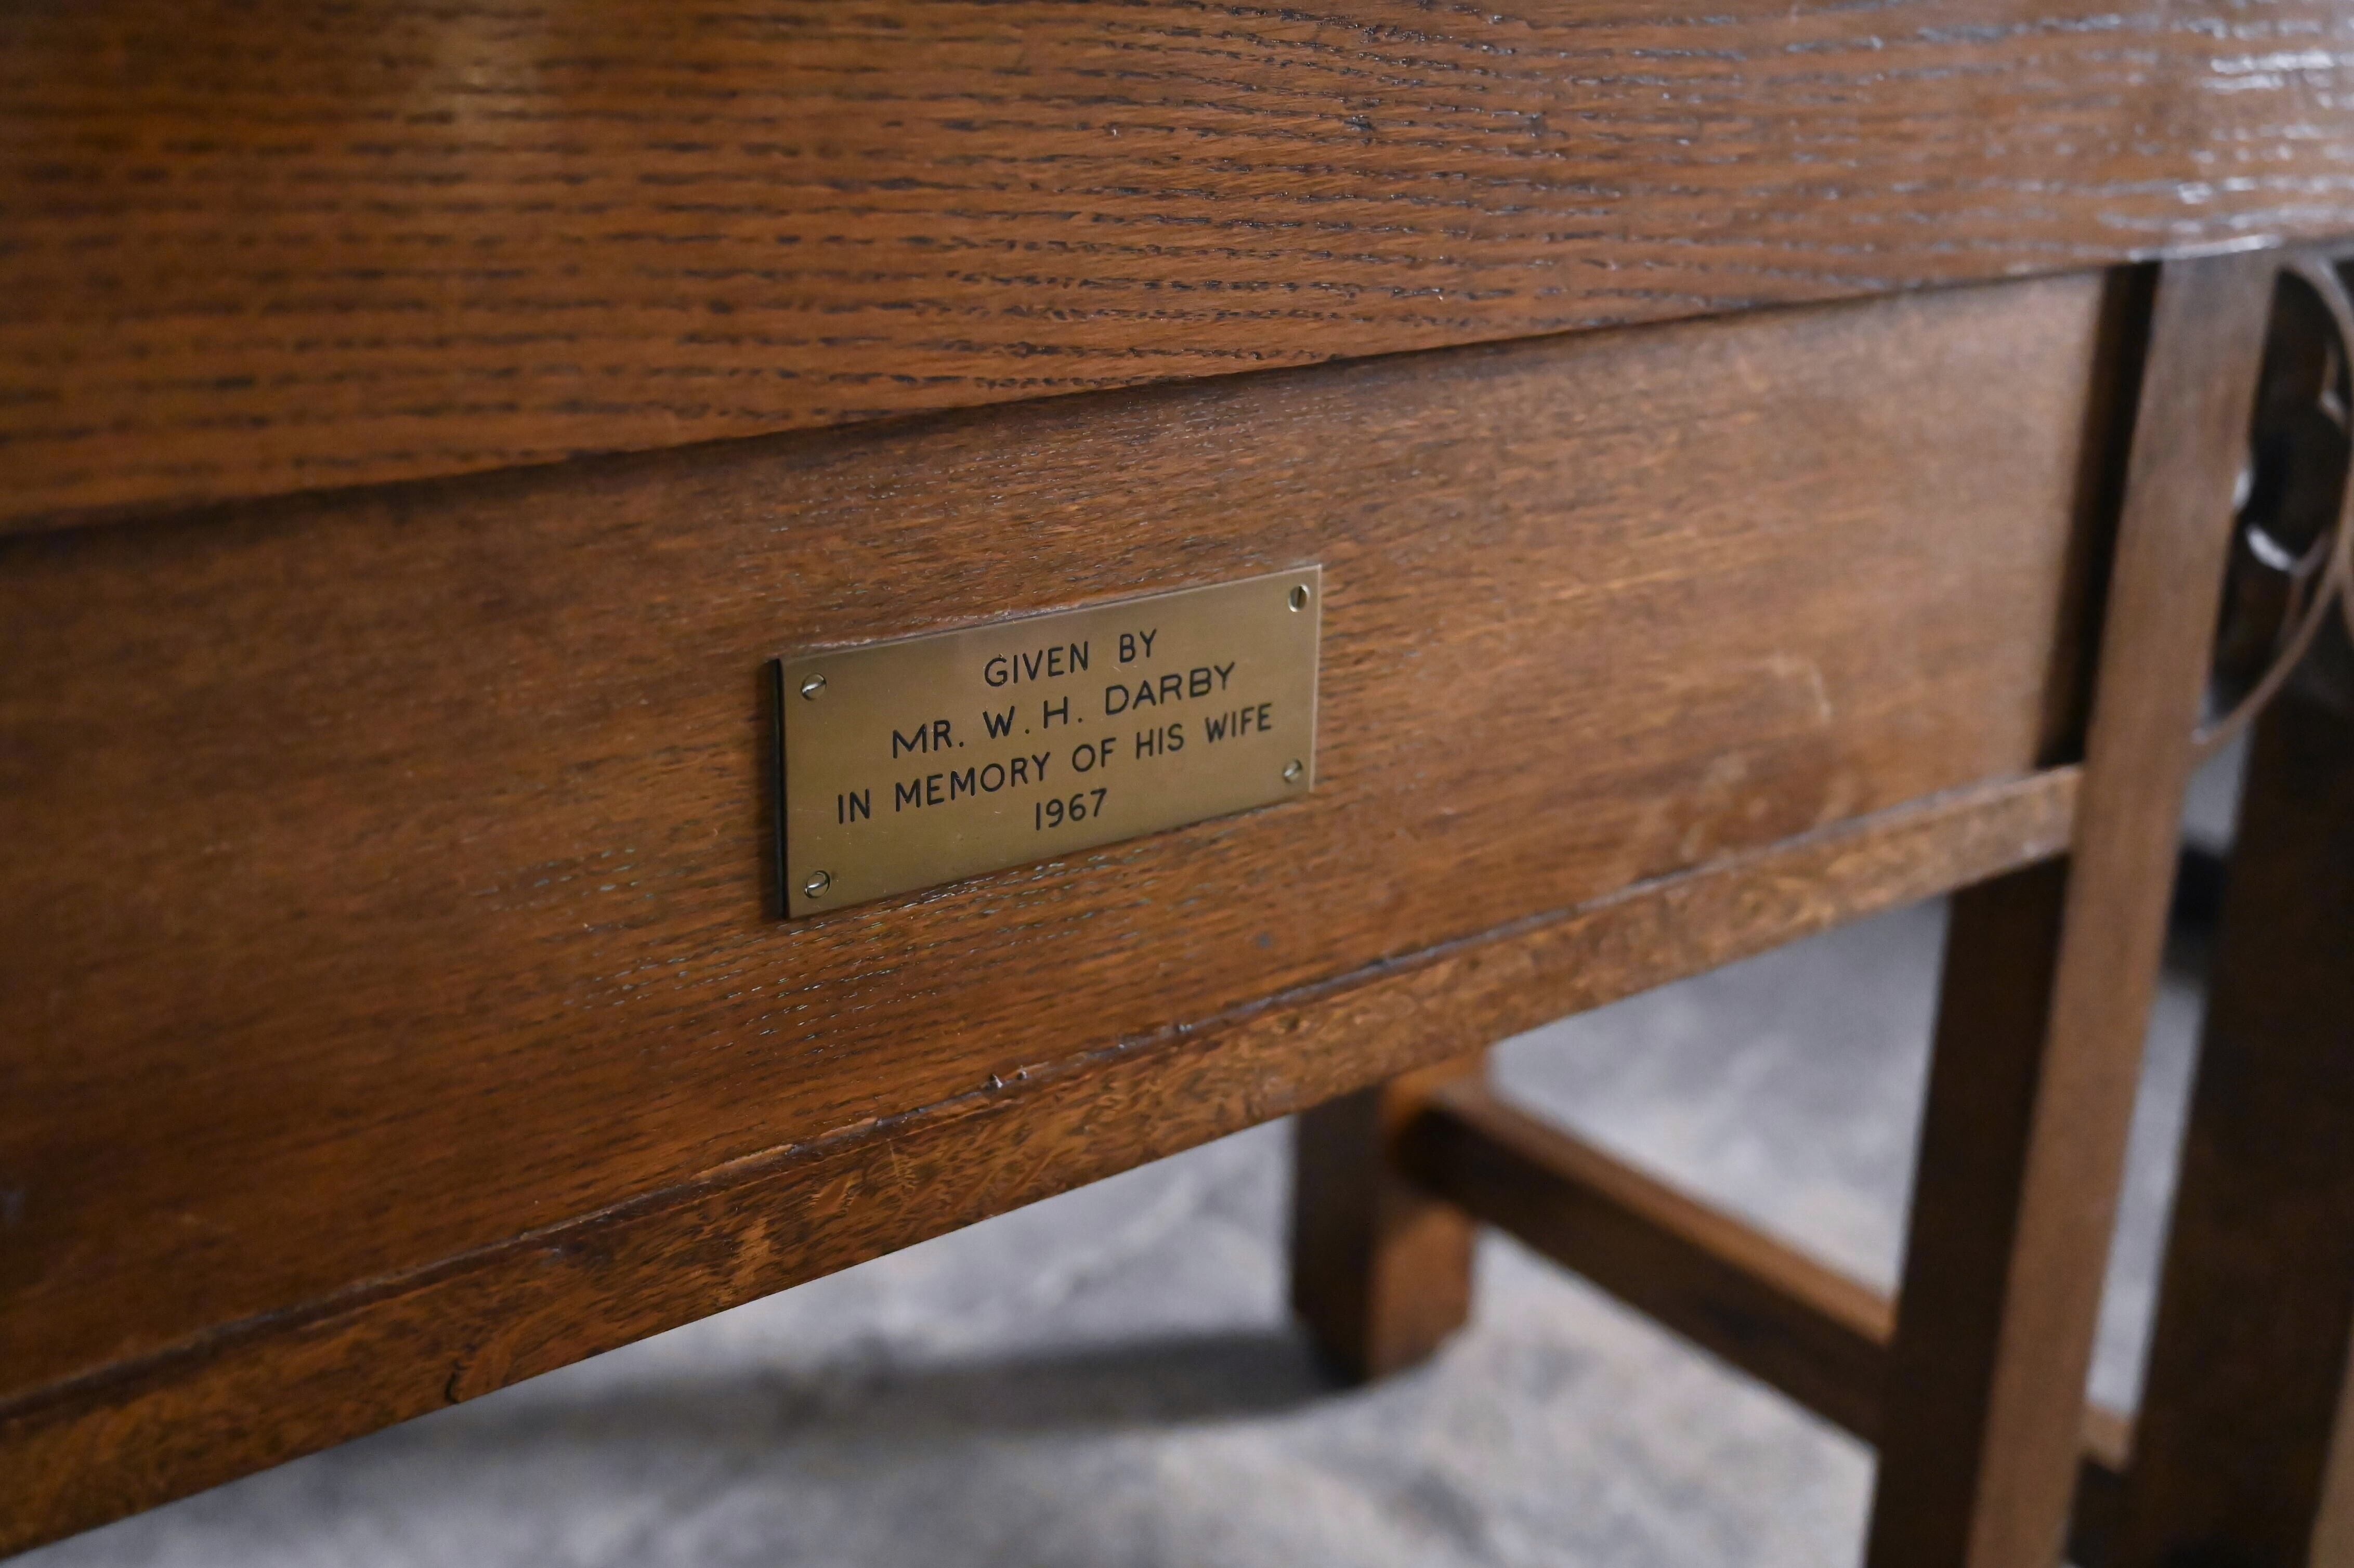 GIVEN BY
MR. W. H. DARBY
IN MEMORY OF HIS WIFE
1967